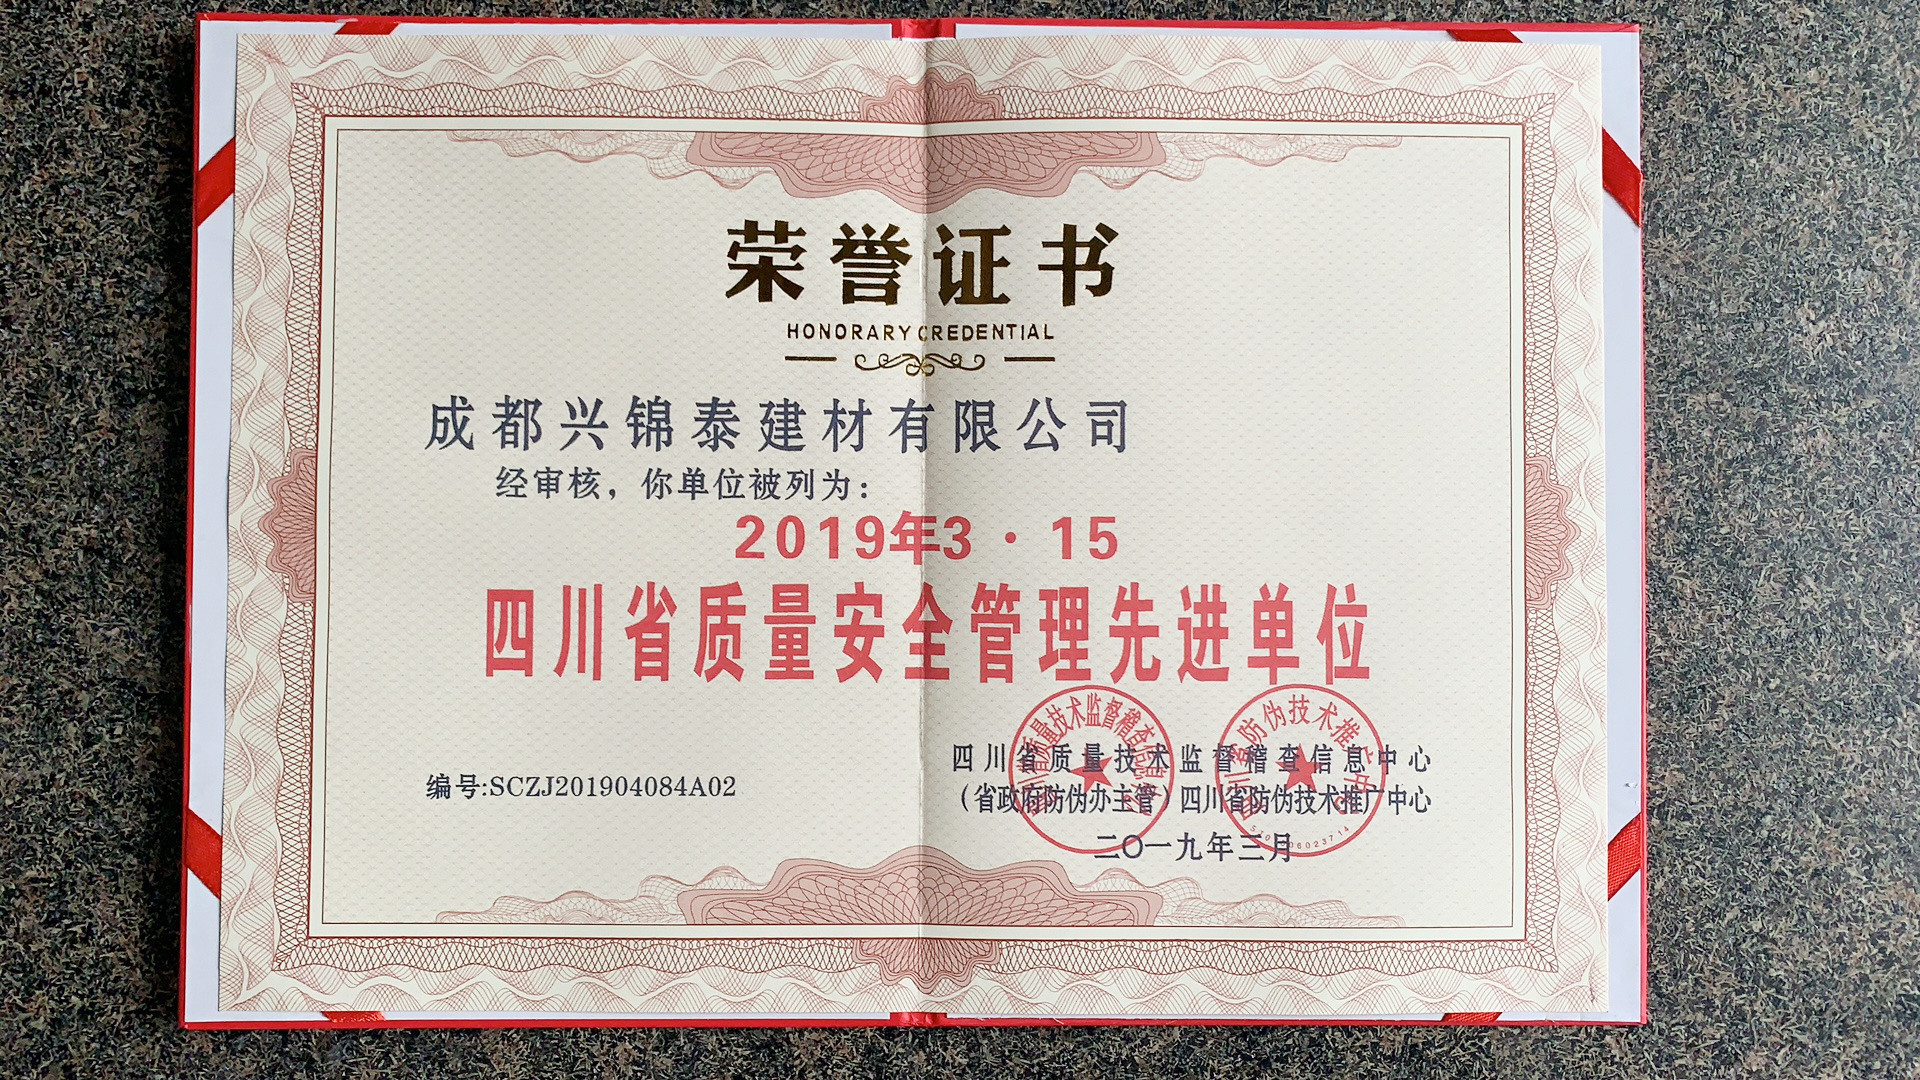 荣誉证书
HONORARY CREDENTIAL
成都兴锦泰建材有限公司
经审核，你单位被列为：
2019年3·15
四川省质量安全管理先进单位
编号:SCZJ201904084A02
四川省质量技术监督稽查信息中心
（省政府防伪办主管）四川省防伪技术推广中心
二〇一九年三月